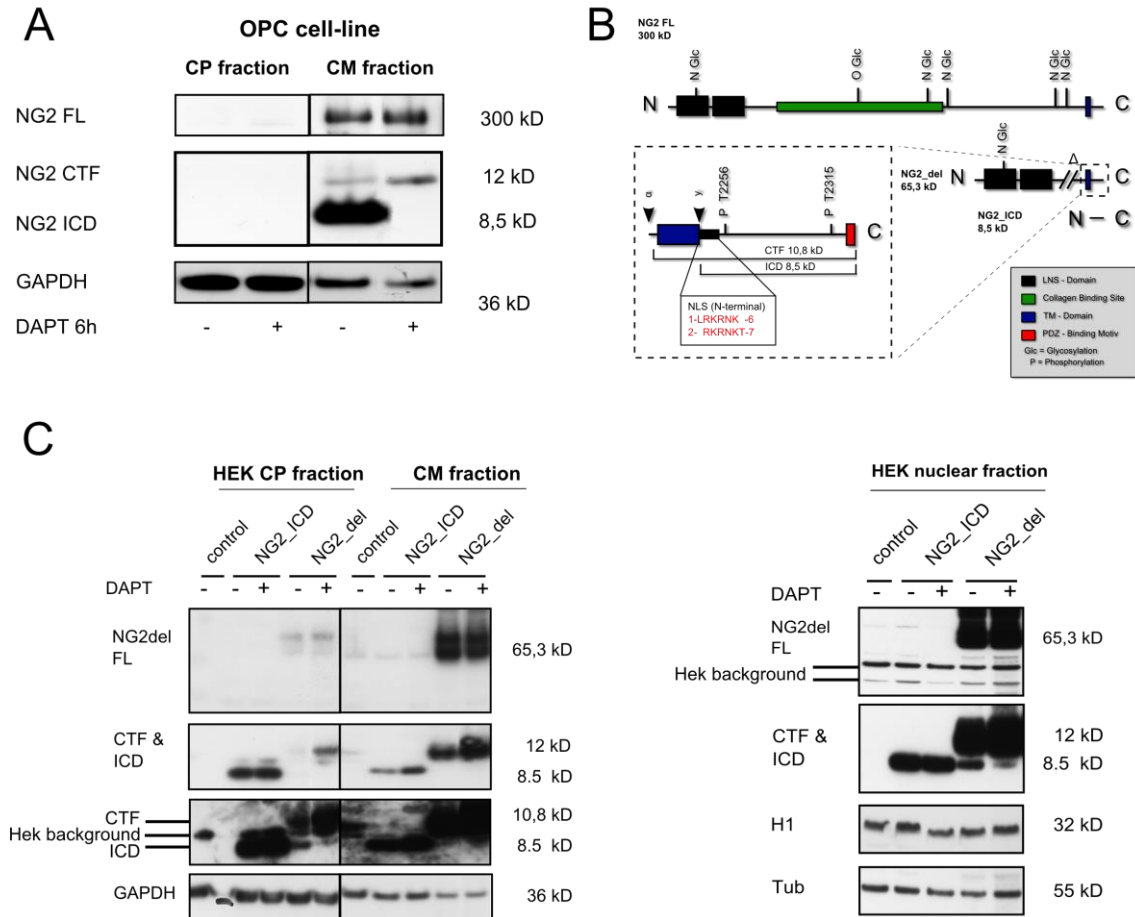 A
OPC cell-line
CP fraction CM fraction
NG2 FL 300 kD
NG2 CTF 12 kD
NG2 ICD 8,5 kD
GAPDH 36 kD
DAPT 6h - + - +
B
NG2 FL
300 kD
N Glc O Glc N Glc N Glc N Glc N Glc
N C
N Glc Δ
NG2_del
65,3 kD
N C
NG2_ICD
8,5 kD
N C
α γ P T2256 P T2315
C
CTF 10,8 kD
ICD 8,5 kD
NLS (N-terminal)
1-LRKRNK -6
2- RKRNKT-7
LNS - Domain
Collagen Binding Site
TM - Domain
PDZ - Binding Motiv
Glc = Glycosylation
P = Phosphorylation
C
HEK CP fraction CM fraction
control NG2_ICD NG2_del control NG2_ICD NG2_del
DAPT - - + - + - - + - +
NG2del
FL
65,3 kD
CTF &
ICD
12 kD
8.5 kD
CTF 10,8 kD
Hek background
ICD 8.5 kD
GAPDH 36 kD
HEK nuclear fraction
control NG2_ICD NG2_del
DAPT - - + - +
NG2del
FL
65,3 kD
Hek background
CTF &
ICD
12 kD
8.5 kD
H1 32 kD
Tub 55 kD